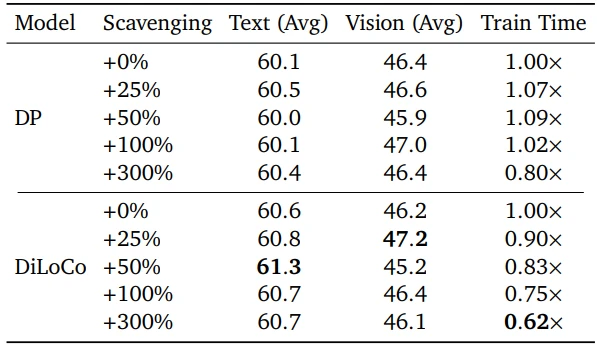 Model Scavenging Text (Avg) Vision (Avg) Train Time
+0% 60.1 46.4 1.00×
+25% 60.5 46.6 1.07×
DP +50% 60.0 45.9 1.09×
+100% 60.1 47.0 1.02×
+300% 60.4 46.4 0.80×
+0% 60.6 46.2 1.00×
+25% 60.8 47.2 0.90×
DiLoCo +50% 61.3 45.2 0.83×
+100% 60.7 46.4 0.75×
+300% 60.7 46.1 0.62×